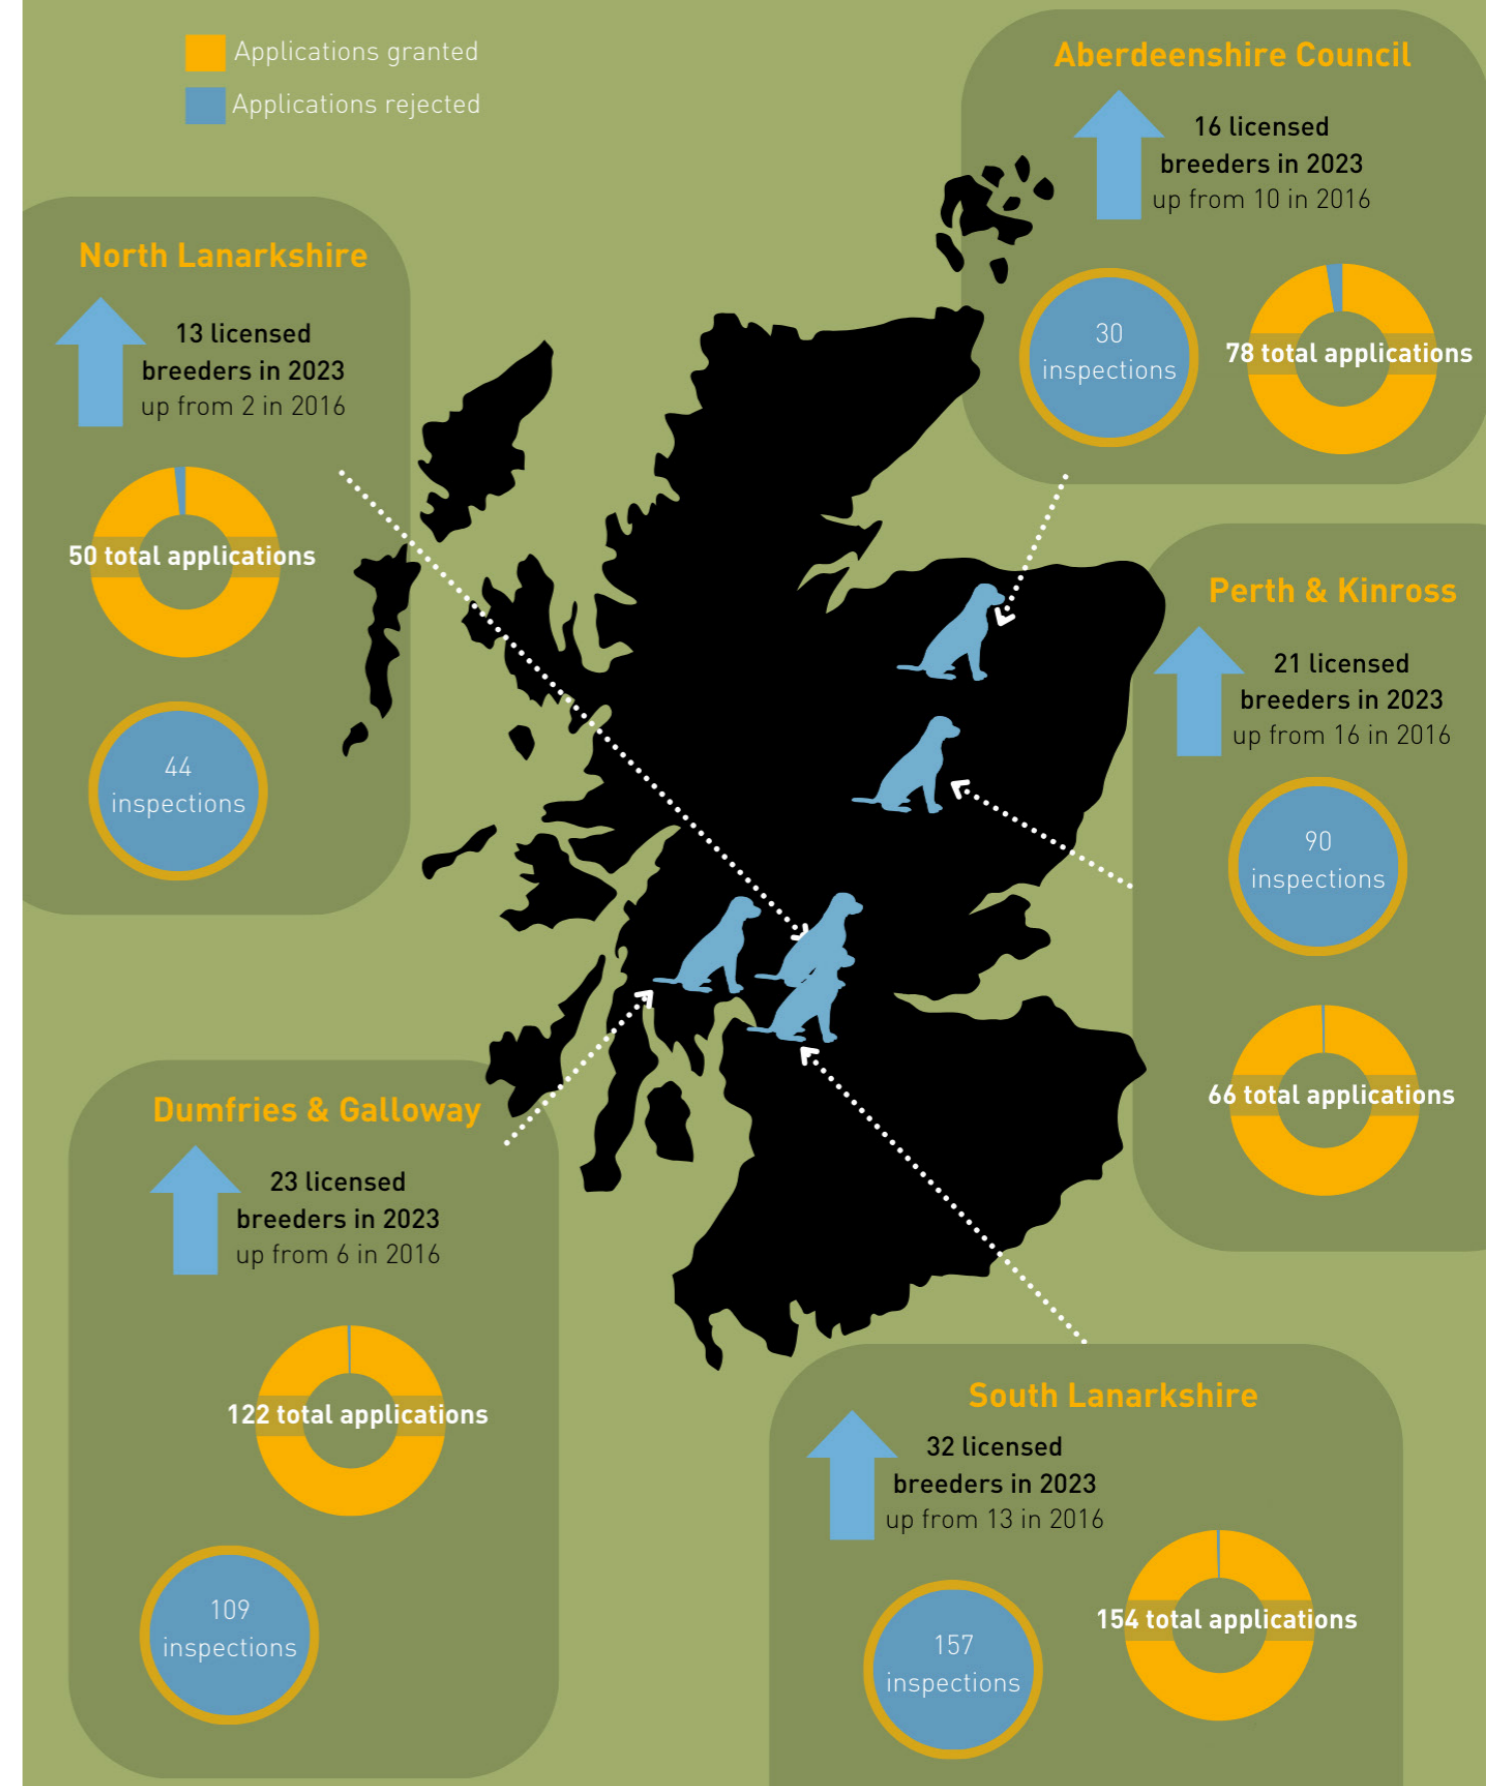 Applications granted
Applications rejected
Aberdeenshire Council
16 licensed
breeders in 2023
up from 10 in 2016
30
inspections
78 total applications
North Lanarkshire
13 licensed
breeders in 2023
up from 2 in 2016
50 total applications
44
inspections
Perth & Kinross
21 licensed
breeders in 2023
up from 16 in 2016
90
inspections
66 total applications
Dumfries & Galloway
23 licensed
breeders in 2023
up from 6 in 2016
122 total applications
109
inspections
South Lanarkshire
32 licensed
breeders in 2023
up from 13 in 2016
154 total applications
157
inspections